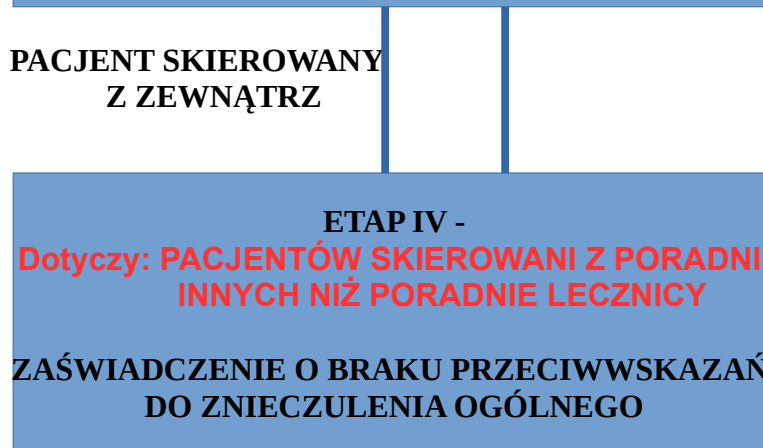 PACJENT SKIEROWANY
Z ZEWNĄTRZ
ETAP IV -
Dotyczy: PACJENTÓW SKIEROWANI Z PORADNI
INNYCH NIŻ PORADNIE LECZNICY
ZAŚWIADCZENIE O BRAKU PRZECIWWSKAZAŃ
DO ZNIECZULENIA OGÓLNEGO